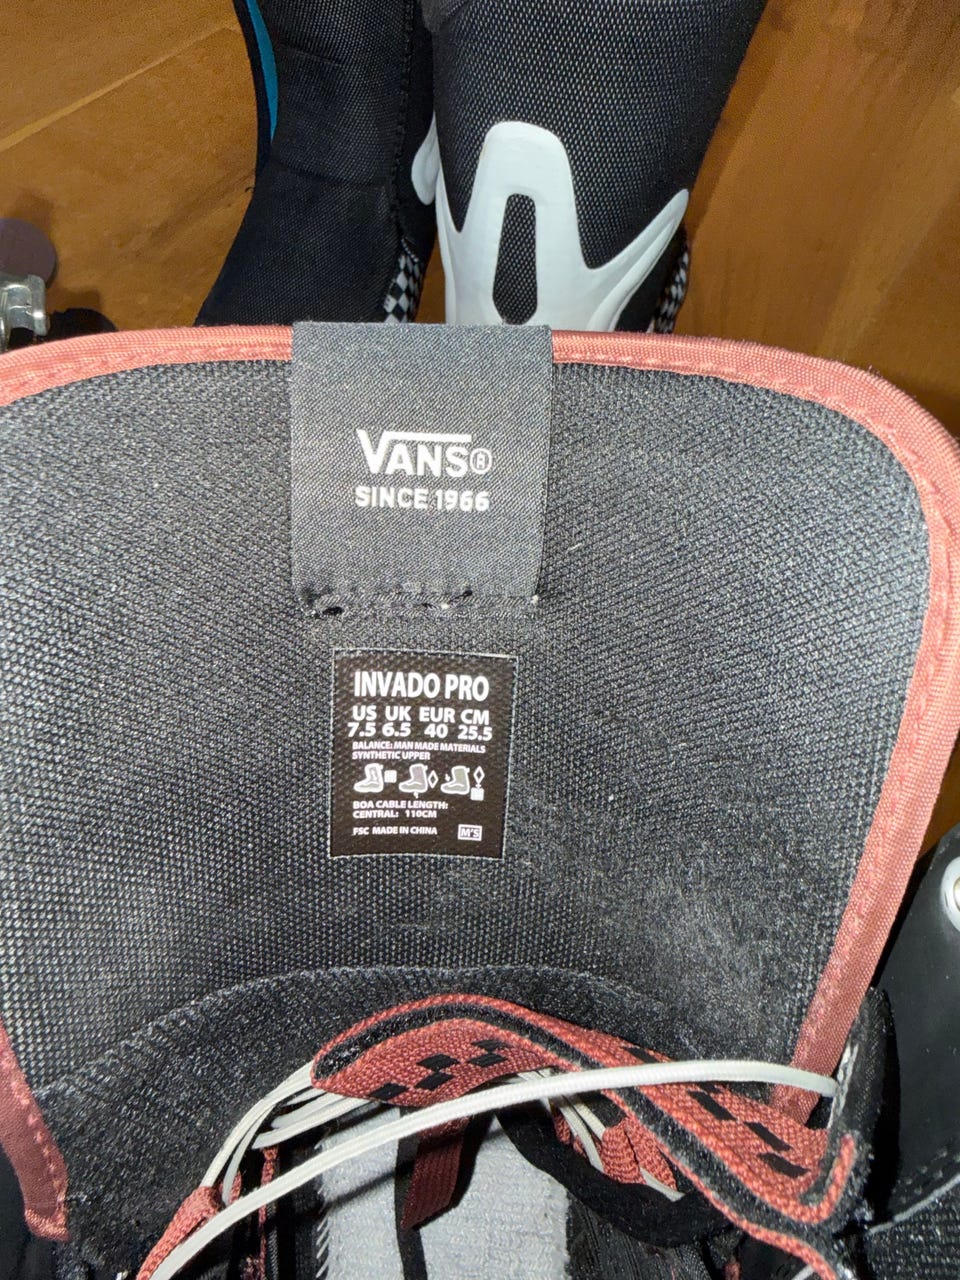 VANS®
SINCE 1966
INVADO PRO
US UK EUR CM
7.5 6.5 40 25.5
BALANCE: MAN MADE MATERIALS
SYNTHETIC UPPER
BOA CABLE LENGTH:
CENTRAL: 110CM
FSC MADE IN CHINA M'S